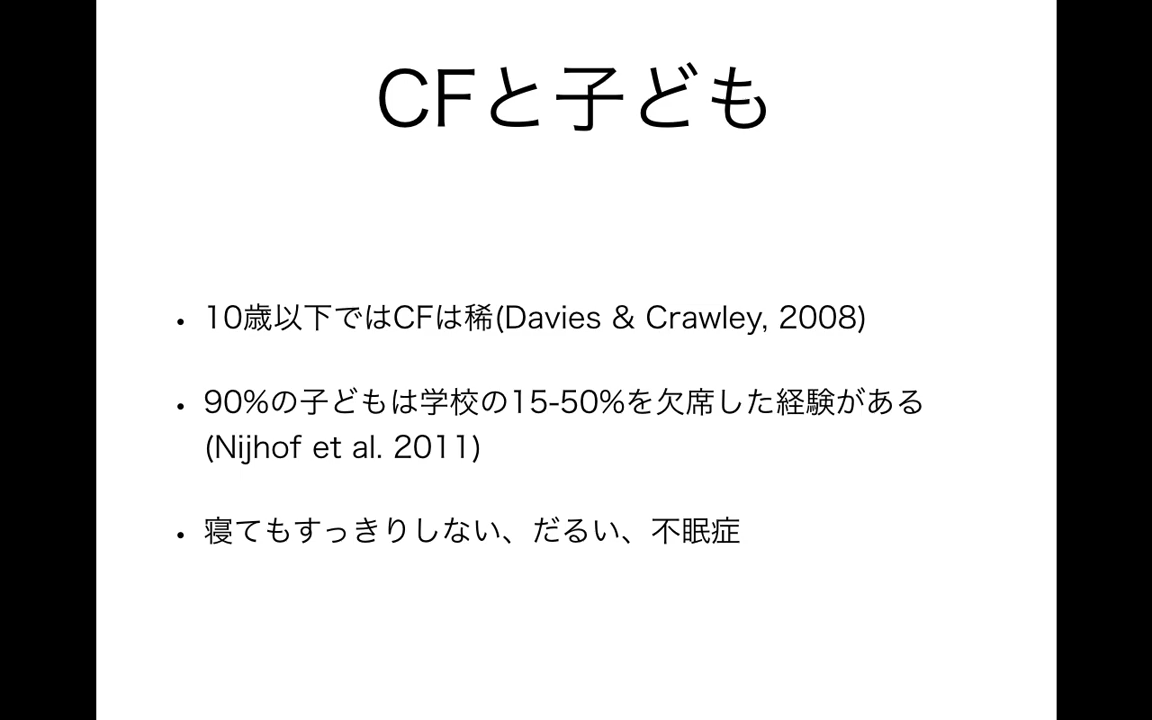 CFと子ども
• 10歳以下ではCFは稀(Davies & Crawley, 2008)
• 90%の子どもは学校の15-50%を欠席した経験がある
(Nijhof et al. 2011)
• 寝てもすっきりしない、だるい、不眠症